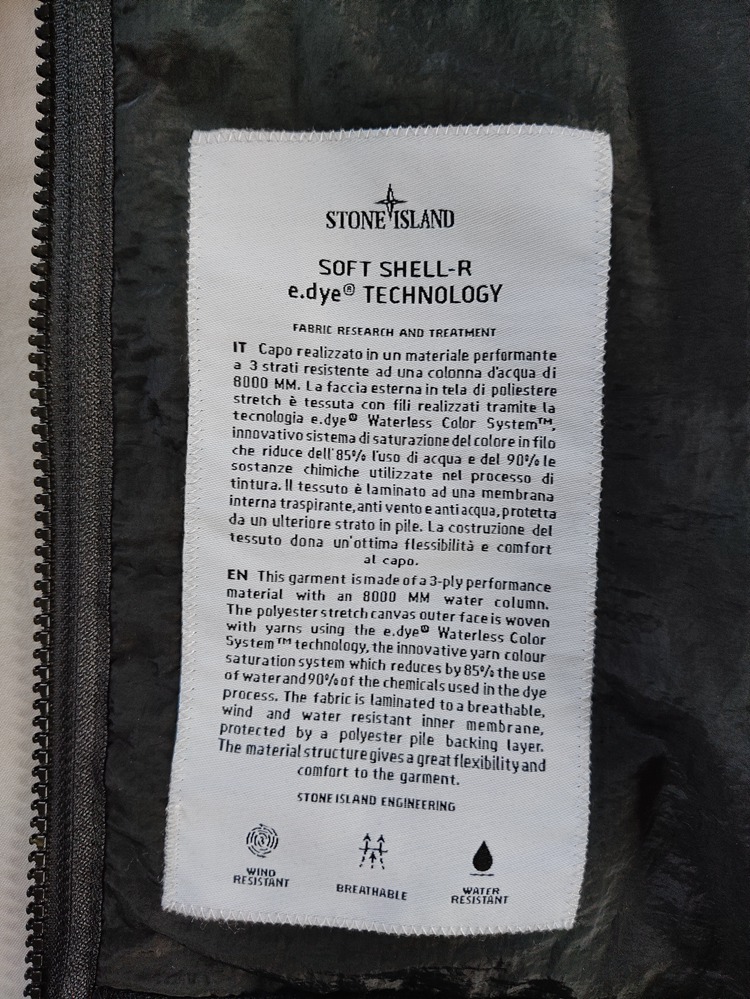 STONE ISLAND
SOFT SHELL-R
e.dye® TECHNOLOGY
FABRIC RESEARCH AND TREATMENT
IT Capo realizzato in un materiale performante
a 3 strati resistente ad una colonna d'acqua di
8000 MM. La faccia esterna in tela di poliestere
stretch è tessuta con fili realizzati tramite la
tecnologia e.dye® Waterless Color System™,
innovativo sistema di saturazione del colore in filo
che riduce dell'85% l'uso di acqua e del 90% le
sostanze chimiche utilizzate nel processo di
tintura. Il tessuto è laminato ad una membrana
interna traspirante, anti vento e anti acqua, protetta
da un ulteriore strato in pile. La costruzione del
tessuto dona un'ottima flessibilità e comfort
al capo.
EN This garment is made of a 3-ply performance
material with an 8000 MM water column.
The polyester stretch canvas outer face is woven
with yarns using the e.dye® Waterless Color
System™ technology, the innovative yarn colour
saturation system which reduces by 85% the use
of water and 90% of the chemicals used in the dye
process. The fabric is laminated to a breathable,
wind and water resistant inner membrane,
protected by a polyester pile backing layer.
The material structure gives a great flexibility and
comfort to the garment.
STONE ISLAND ENGINEERING
WIND
RESISTANT
BREATHABLE
WATER
RESISTANT